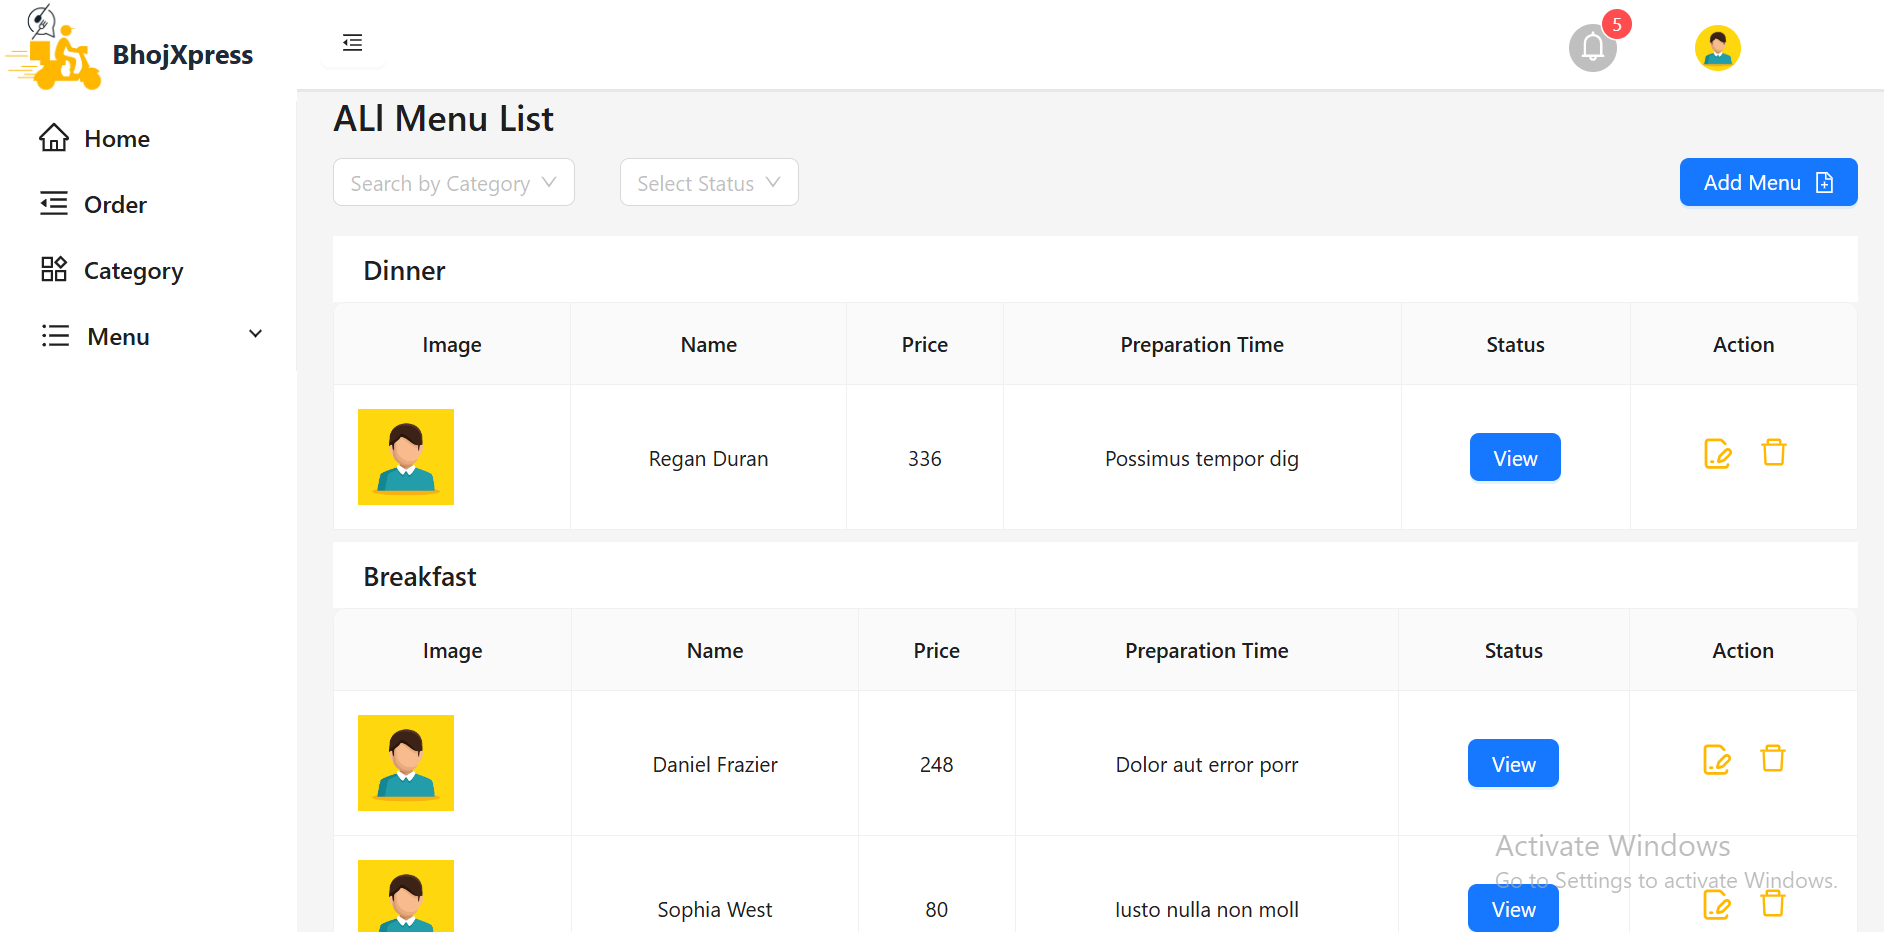 BhojXpress
5
Home
Order
Category
Menu
ALl Menu List
Search by Category
Select Status
Add Menu
Dinner
Image Name Price Preparation Time Status Action
Regan Duran 336 Possimus tempor dig View
Breakfast
Image Name Price Preparation Time Status Action
Daniel Frazier 248 Dolor aut error porr View
Sophia West 80 Iusto nulla non moll View
Activate Windows
Go to Settings to activate Windows.